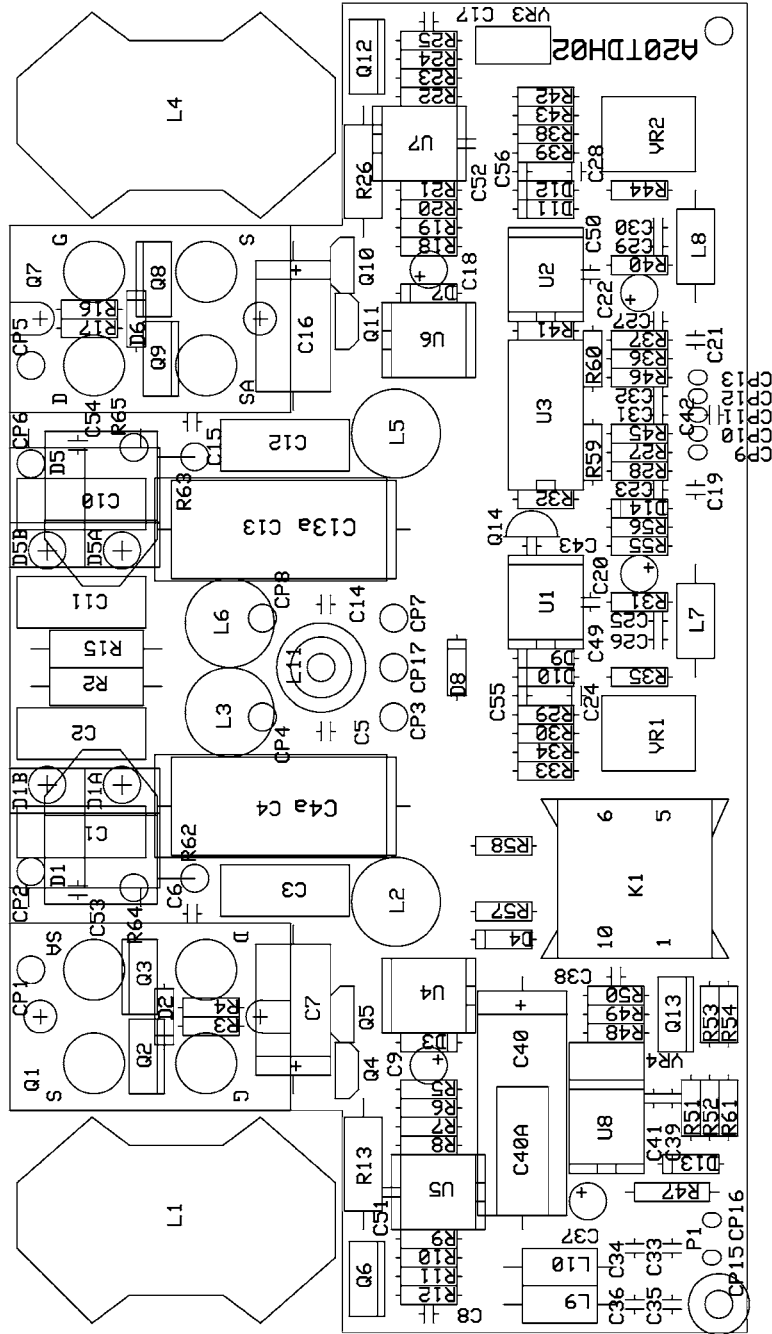 C17
VR3
A20TDH02
Q12
R25
R24
R23
R22
L4
U7
R42
R43
R38
R39
VR2
R26
C52
C56
C28
R21
R20
R19
R18
D12
D11
R44
G
S
Q7
Q8
Q10
C18
D7
U2
C50
C30
C29
R40
L8
C22
R16
R17
D6
Q9
C16
Q11
U6
R41
C27
R37
R36
R46
C21
CP5
D
SA
U3
R60
C32
C31
C42
CP13
CP12
CP11
CP10
CP9
CP6
C54
R65
D5
C15
C12
L5
R59
R45
R27
R28
R63
C10
C13
C13a
R32
C23
D14
R56
R55
C19
D5B
D5A
Q14
C43
C20
C11
L6
CP8
C14
CP7
U1
C49
R31
C25
C26
L7
R15
L11
CP17
D8
D9
D10
R35
R2
L3
CP4
C5
CP3
C55
C24
R29
R30
R34
R33
VR1
C2
D1B
D1A
C4a
C4
C1
R62
R58
6
5
K1
CP2
D1
C6
C3
L2
R57
C53
R64
D4
10
1
SA
D
CP1
Q3
D2
R4
R3
C7
Q5
U4
C38
R50
R49
R48
Q13
R53
R54
D3
C40
Q1
Q2
S
G
Q4
C9
VR4
R5
R6
R7
R8
C40A
U8
C41
C39
R51
R52
R61
D13
R13
L1
U5
C51
R47
R9
R10
R11
R12
C37
C34
C33
P1
CP16
CP15
Q6
L10
L9
C36
C35
C8